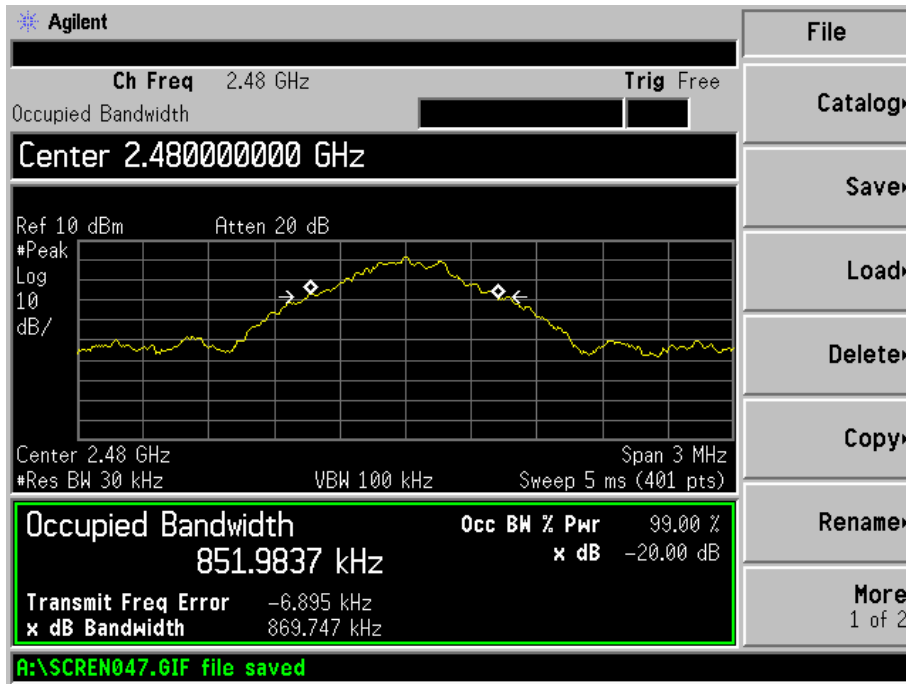 Agilent
File
Ch Freq 2.48 GHz Trig Free
Occupied Bandwidth
Catalog
Center 2.480000000 GHz
Save
Ref 10 dBm Atten 20 dB
#Peak
Log
10
dB/
Load
Delete
Copy
Center 2.48 GHz Span 3 MHz
#Res BW 30 kHz VBW 100 kHz Sweep 5 ms (401 pts)
Occupied Bandwidth Occ BW % Pwr 99.00 %
851.9837 kHz x dB -20.00 dB
Rename
Transmit Freq Error -6.895 kHz
x dB Bandwidth 869.747 kHz
More
1 of 2
A:\SCREN047.GIF file saved